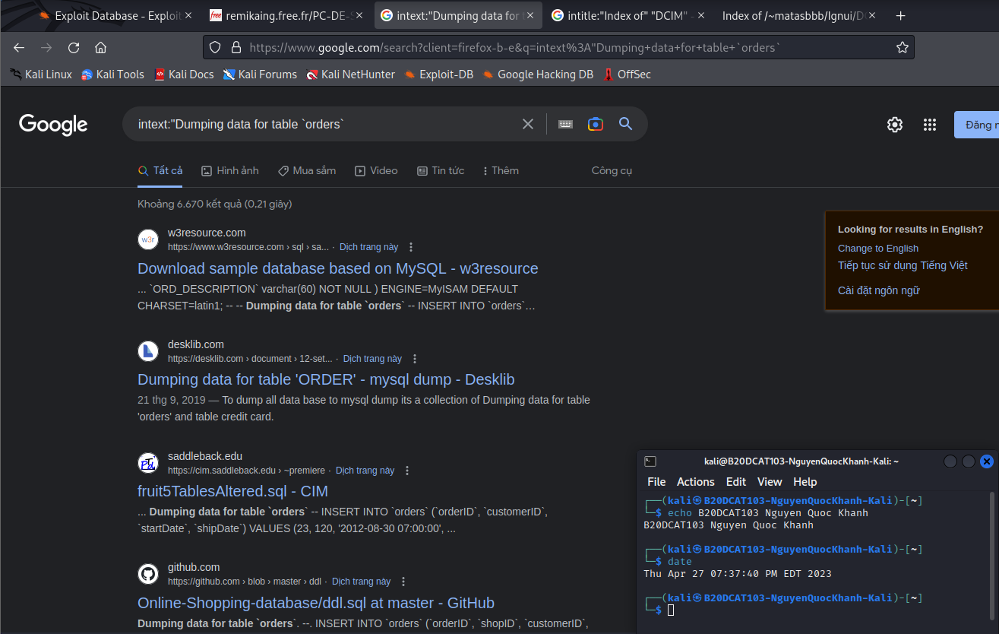 Exploit Database - Exploit
remikaing.free.fr/PC-DE-S
intext:"Dumping data for t
intitle:"Index of" "DCIM" -
Index of /~matasbbb/Ignui/DC
https://www.google.com/search?client=firefox-b-e&q=intext%3A"Dumping+data+for+table+`orders`
Kali Linux
Kali Tools
Kali Docs
Kali Forums
Kali NetHunter
Exploit-DB
Google Hacking DB
OffSec
Google
intext:"Dumping data for table `orders`
Đăng n
Tất cả
Hình ảnh
Mua sắm
Video
Tin tức
Thêm
Công cụ
Khoảng 6.670 kết quả (0,21 giây)
w3r
w3resource.com
https://www.w3resource.com › sql › sa... · Dịch trang này
Download sample database based on MySQL - w3resource
... `ORD_DESCRIPTION` varchar(60) NOT NULL ) ENGINE=MyISAM DEFAULT
CHARSET=latin1; -- -- Dumping data for table `orders` -- INSERT INTO `orders`…
desklib.com
https://desklib.com › document › 12-set... · Dịch trang này
Dumping data for table 'ORDER' - mysql dump - Desklib
21 thg 9, 2019 — To dump all data base to mysql dump its a collection of Dumping data for table
'orders' and table credit card.
saddleback.edu
https://cim.saddleback.edu › ~premiere · Dịch trang này
fruit5TablesAltered.sql - CIM
... Dumping data for table `orders` -- INSERT INTO `orders` (`orderID`, `customerID`,
`startDate`, `shipDate`) VALUES (23, 120, '2012-08-30 07:00:00', ...
github.com
https://github.com › blob › master › ddl · Dịch trang này
Online-Shopping-database/ddl.sql at master - GitHub
Dumping data for table `orders`. --. INSERT INTO `orders` (`orderID`, `shopID`, `customerID`,
Looking for results in English?
Change to English
Tiếp tục sử dụng Tiếng Việt
Cài đặt ngôn ngữ
kali@B20DCAT103-NguyenQuocKhanh-Kali: ~
File Actions Edit View Help
┌──(kali㉿B20DCAT103-NguyenQuocKhanh-Kali)-[~]
└─$ echo B20DCAT103 Nguyen Quoc Khanh
B20DCAT103 Nguyen Quoc Khanh
┌──(kali㉿B20DCAT103-NguyenQuocKhanh-Kali)-[~]
└─$ date
Thu Apr 27 07:37:40 PM EDT 2023
┌──(kali㉿B20DCAT103-NguyenQuocKhanh-Kali)-[~]
└─$